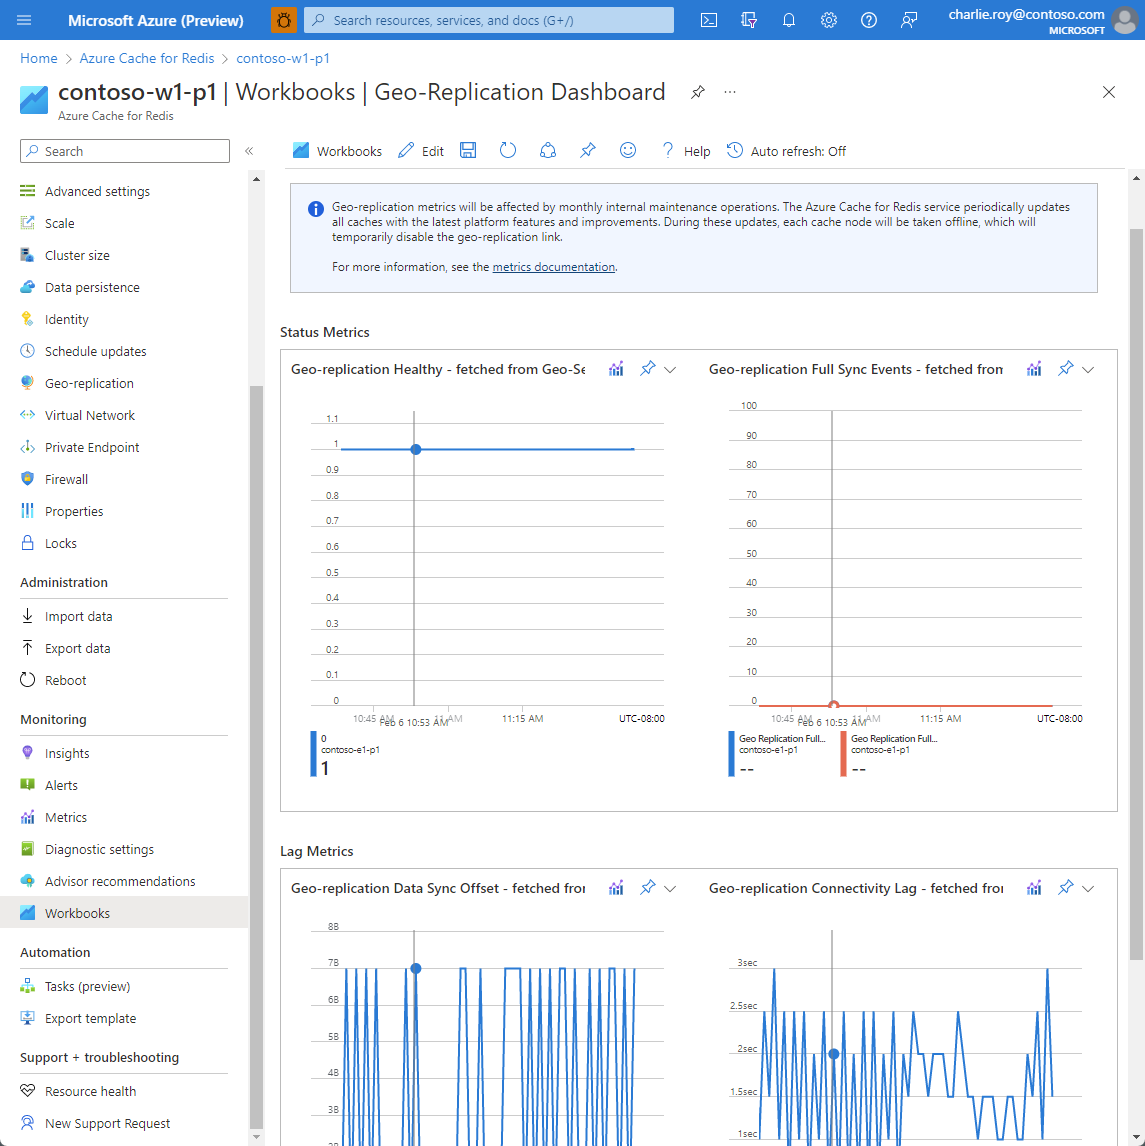 Microsoft Azure (Preview)
Search resources, services, and docs (G+/)
charlie.roy@contoso.com
MICROSOFT
Home > Azure Cache for Redis > contoso-w1-p1
contoso-w1-p1 | Workbooks | Geo-Replication Dashboard
Azure Cache for Redis
Search
Workbooks Edit Help Auto refresh: Off
Advanced settings
Scale
Cluster size
Data persistence
Identity
Schedule updates
Geo-replication
Virtual Network
Private Endpoint
Firewall
Properties
Locks
Administration
Import data
Export data
Reboot
Monitoring
Insights
Alerts
Metrics
Diagnostic settings
Advisor recommendations
Workbooks
Automation
Tasks (preview)
Export template
Support + troubleshooting
Resource health
New Support Request
Geo-replication metrics will be affected by monthly internal maintenance operations. The Azure Cache for Redis service periodically updates
all caches with the latest platform features and improvements. During these updates, each cache node will be taken offline, which will
temporarily disable the geo-replication link.
For more information, see the metrics documentation.
Status Metrics
Geo-replication Healthy - fetched from Geo-Se
1.1
1
0.9
0.8
0.7
0.6
0.5
0.4
0.3
0.2
0.1
0
10:45 AM 11 AM 11:15 AM UTC-08:00
Feb 6 10:53 AM
0
contoso-e1-p1
1
Geo-replication Full Sync Events - fetched from
100
90
80
70
60
50
40
30
20
10
0
10:45 AM 11 AM 11:15 AM UTC-08:00
Feb 6 10:53 AM
Geo Replication Full...
contoso-e1-p1
--
Geo Replication Full...
contoso-e1-p1
--
Lag Metrics
Geo-replication Data Sync Offset - fetched from
8B
7B
6B
5B
4B
3B
2B
Geo-replication Connectivity Lag - fetched from
3sec
2.5sec
2sec
1.5sec
1sec